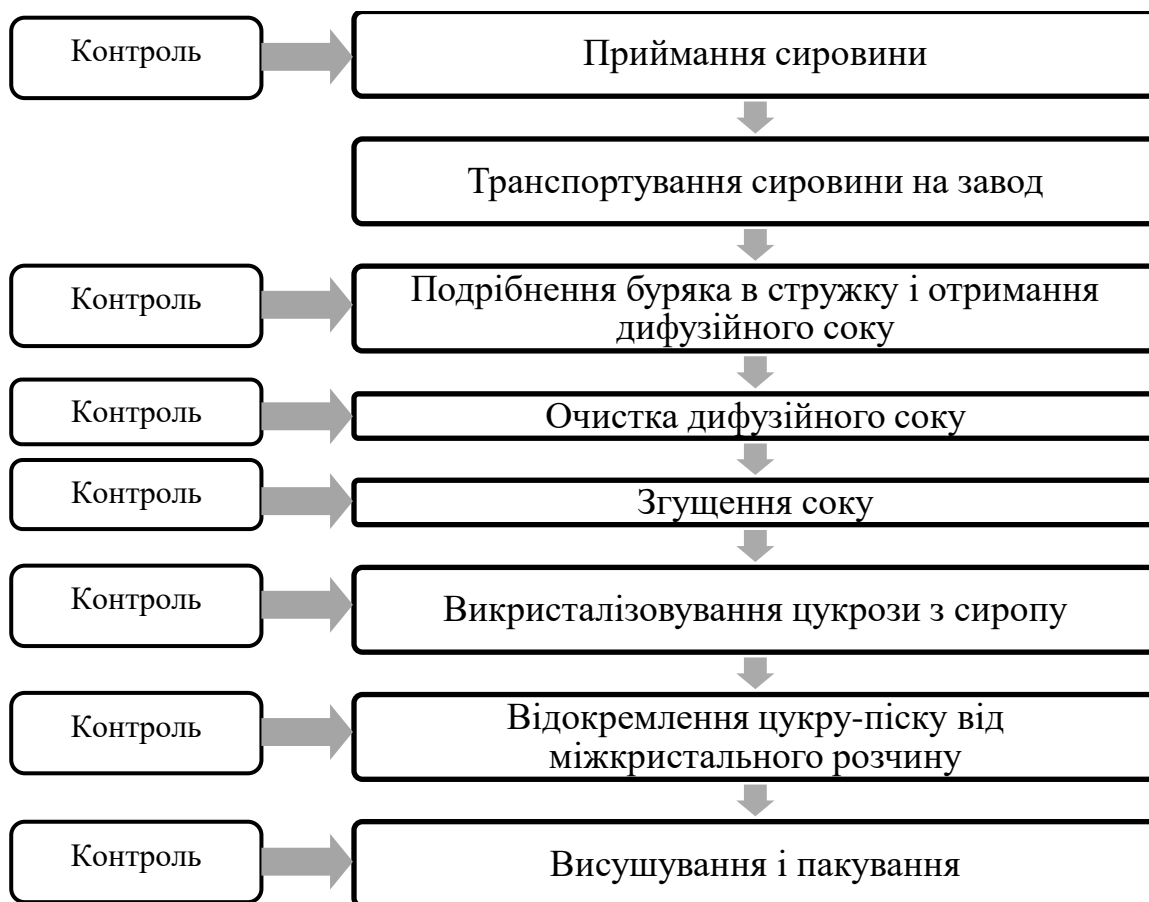 Контроль
Приймання сировини
Транспортування сировини на завод
Контроль
Подрібнення буряка в стружку і отримання
дифузійного соку
Контроль
Очистка дифузійного соку
Контроль
Згущення соку
Контроль
Викристалізовування цукрози з сиропу
Контроль
Відокремлення цукру-піску від
міжкристального розчину
Контроль
Висушування і пакування